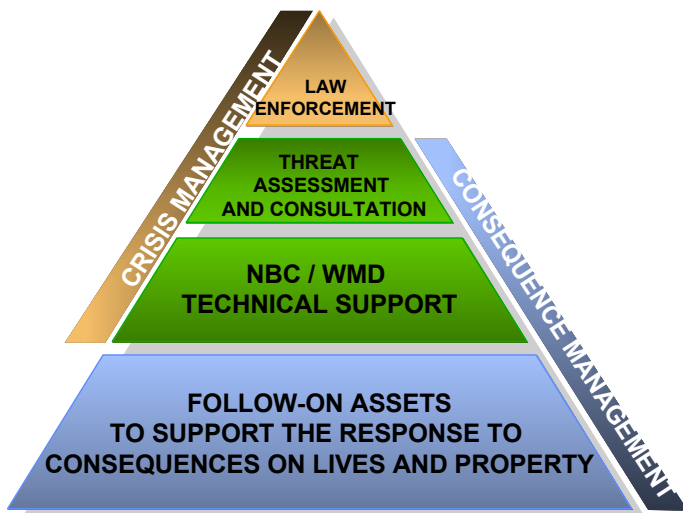 LAW
ENFORCEMENT
THREAT
ASSESSMENT
AND CONSULTATION
NBC / WMD
TECHNICAL SUPPORT
FOLLOW-ON ASSETS
TO SUPPORT THE RESPONSE TO
CONSEQUENCES ON LIVES AND PROPERTY
CRISIS MANAGEMENT
CONSEQUENCE MANAGEMENT